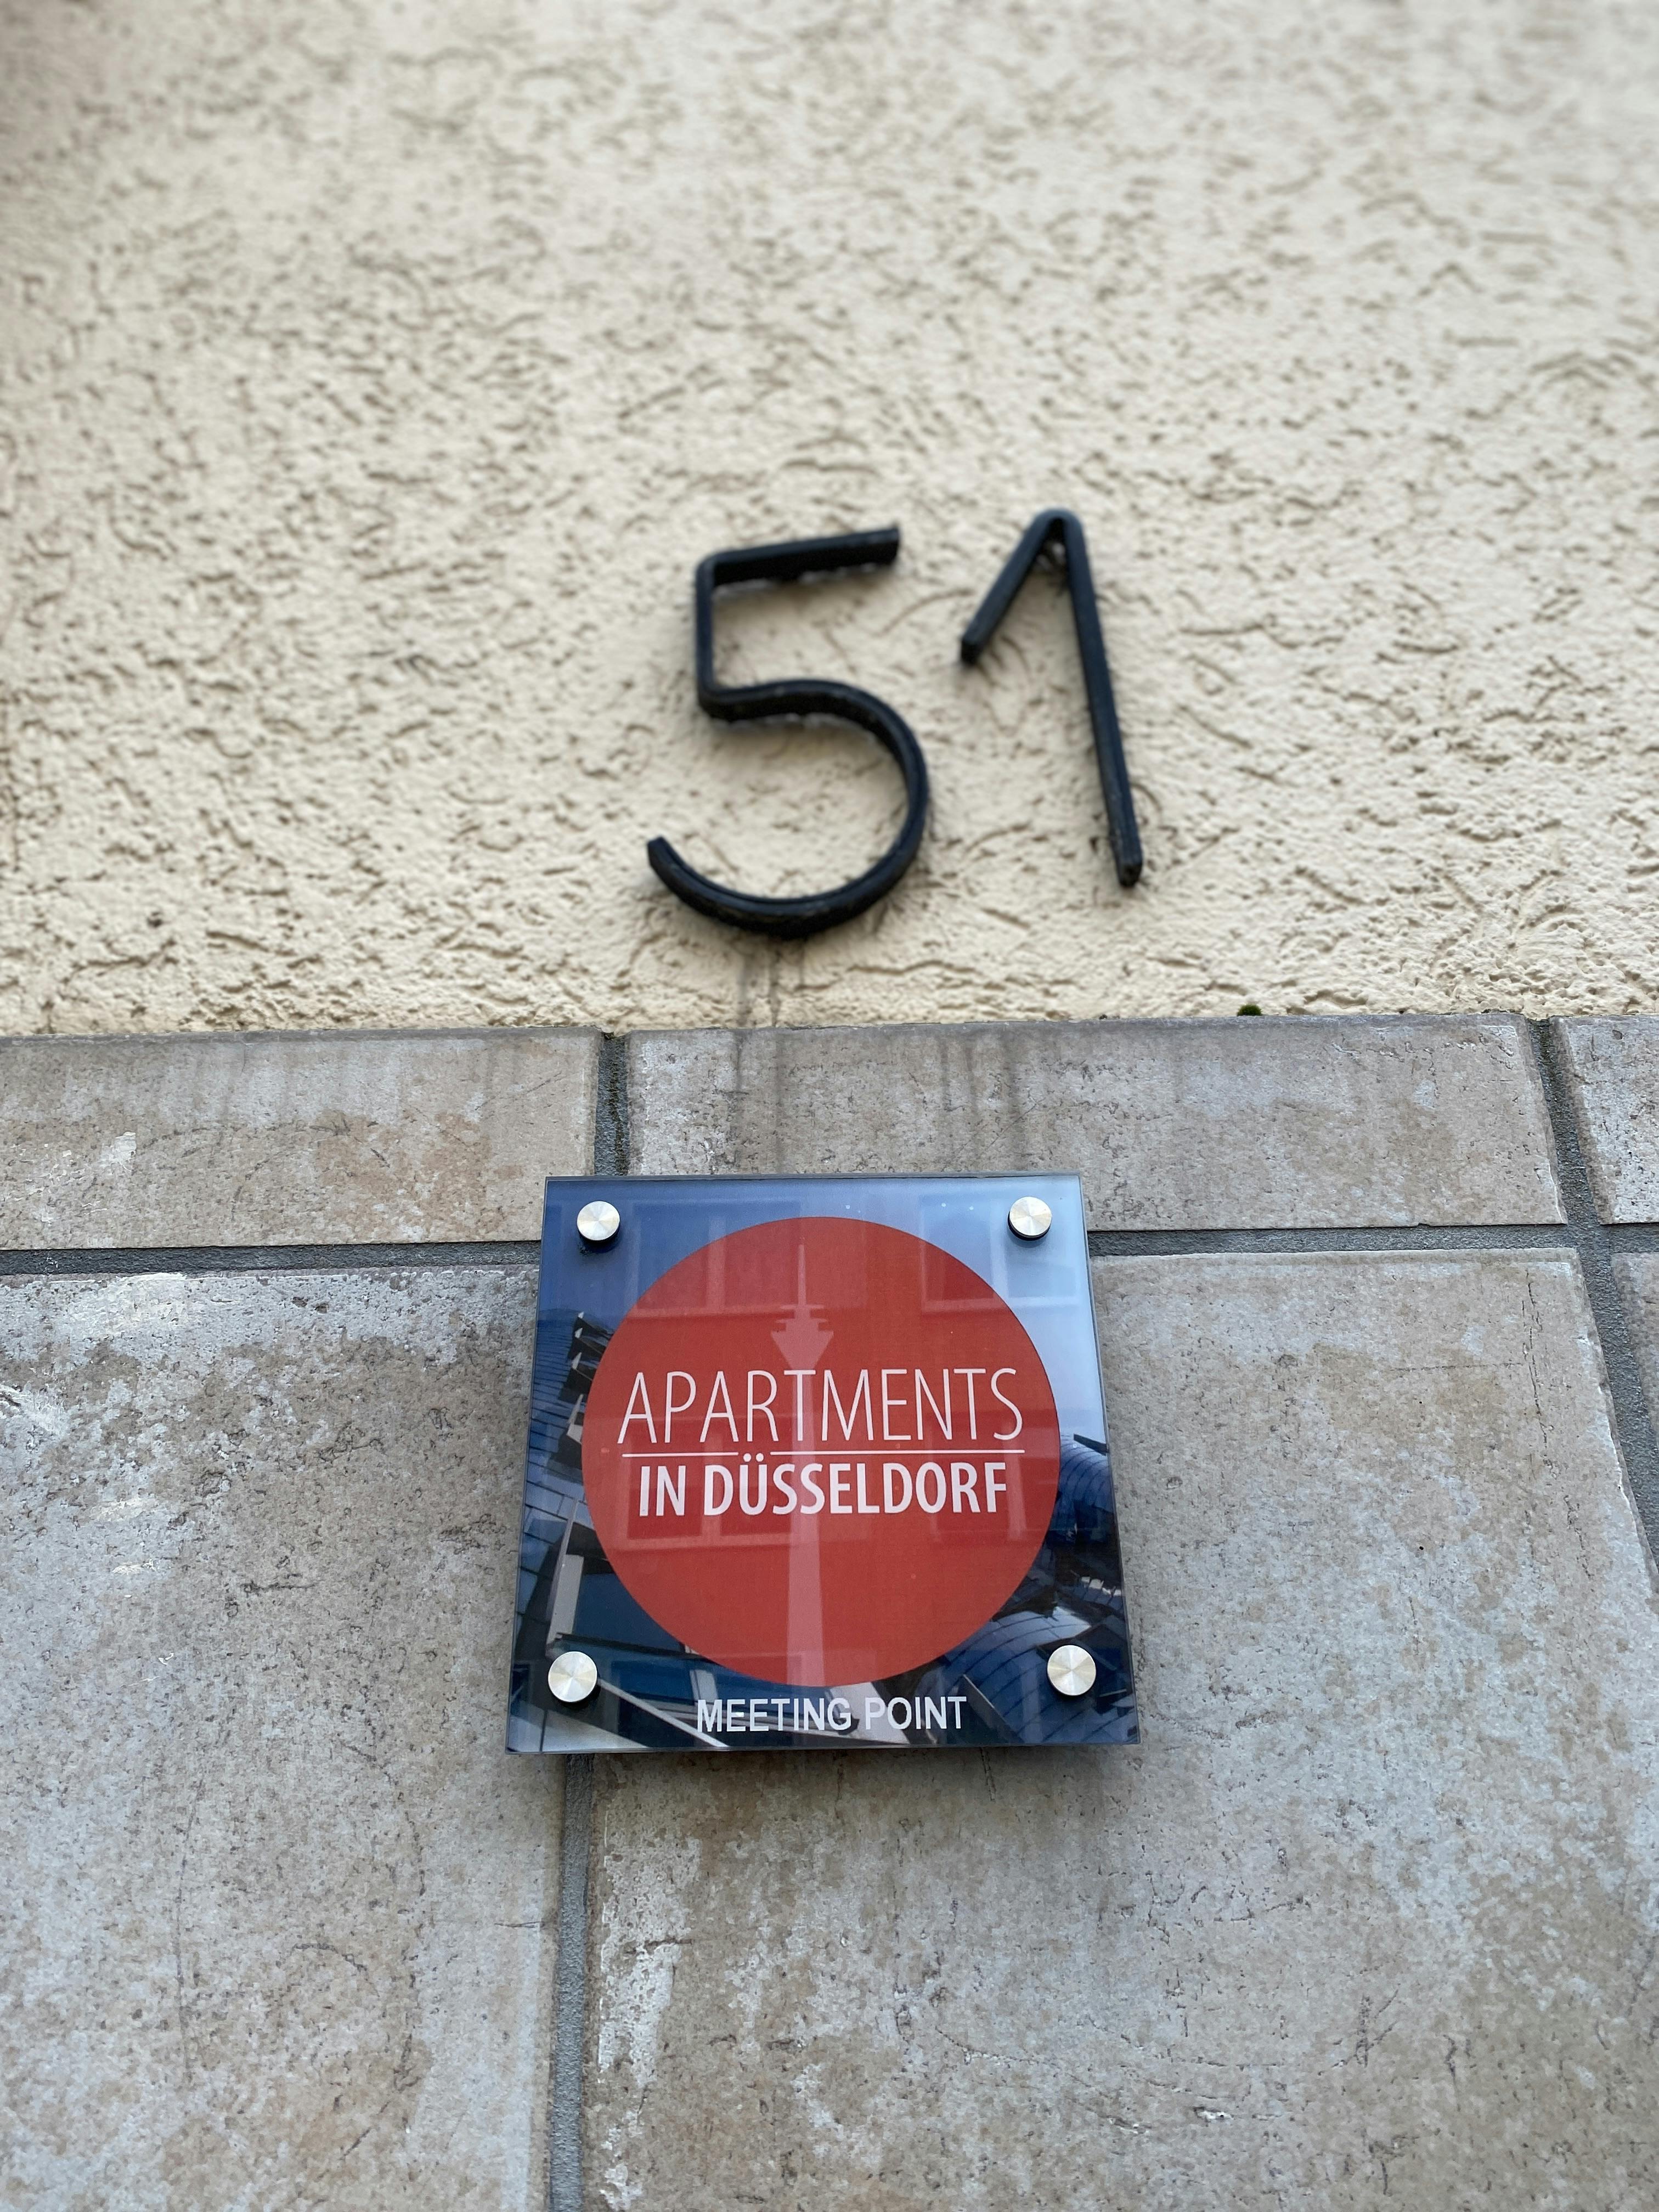 51
APARTMENTS
IN DÜSSELDORF
MEETING POINT